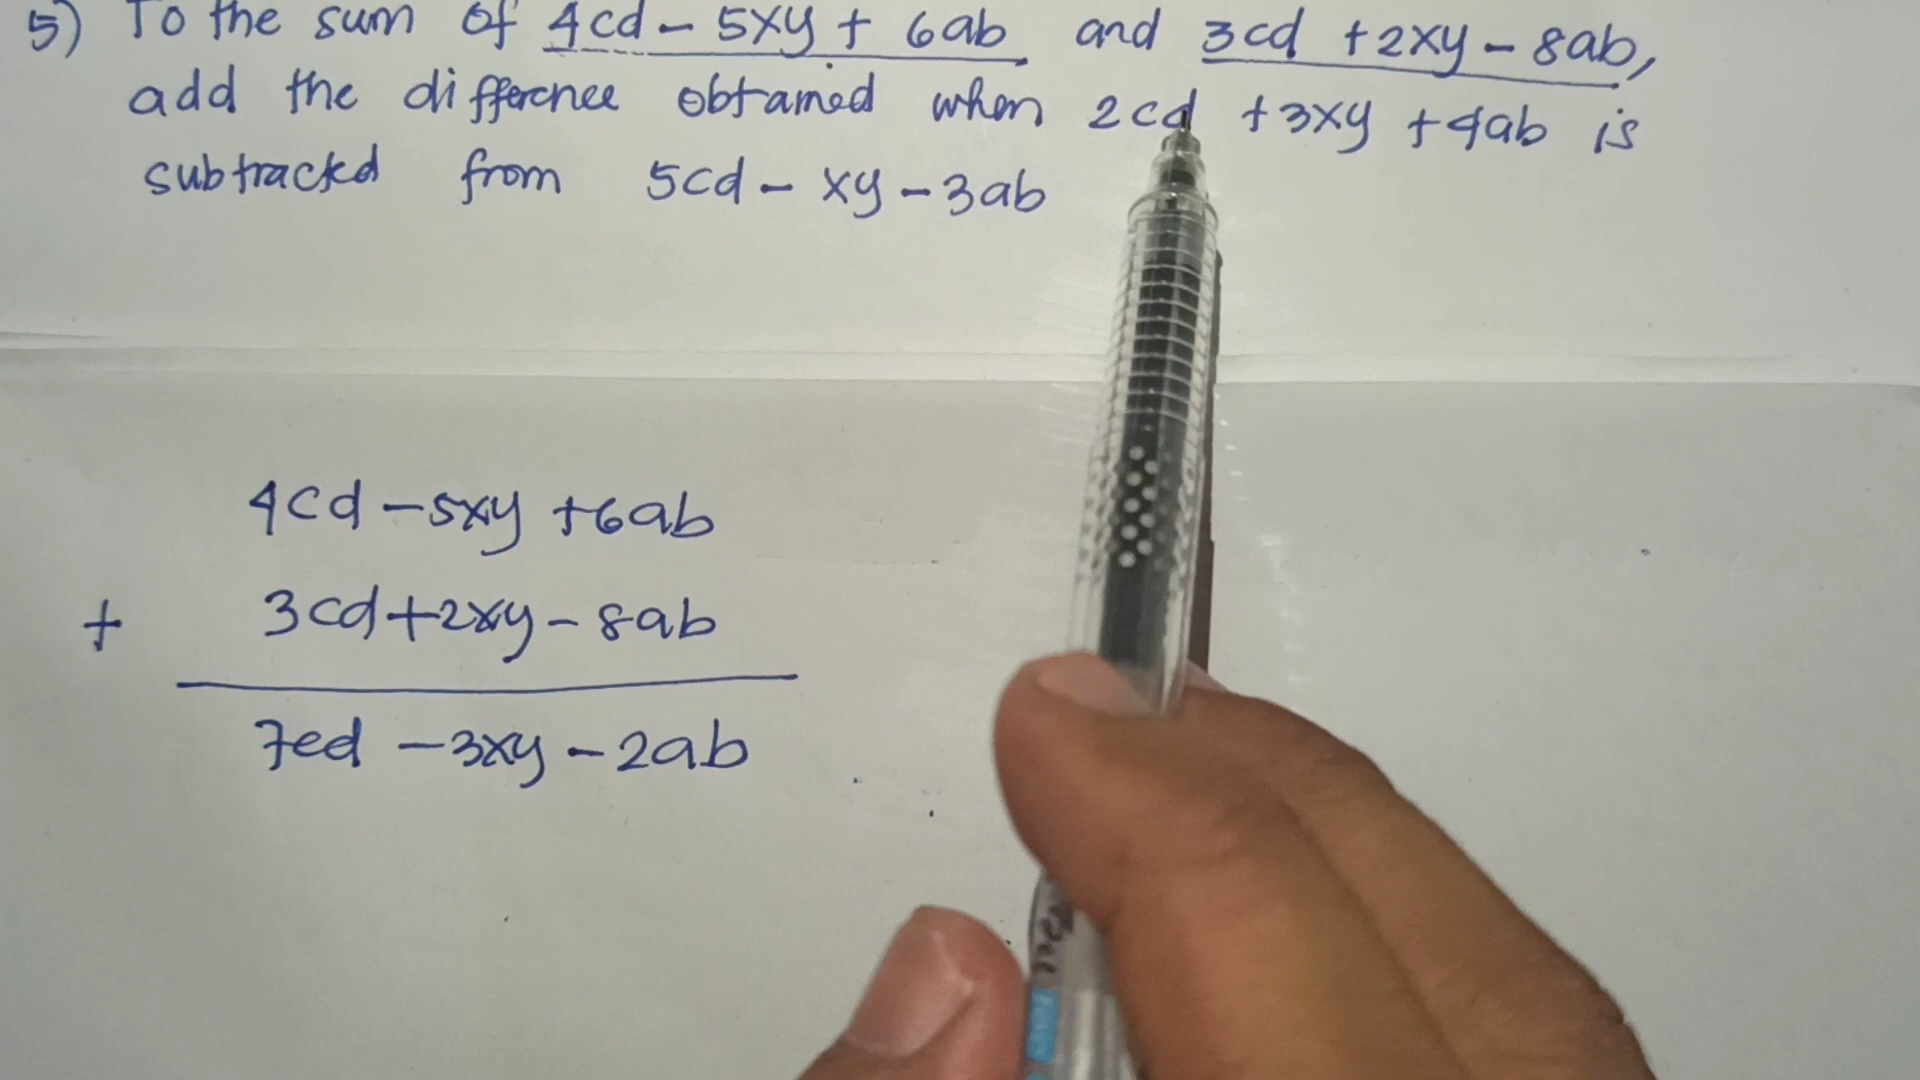 5) To the sum of 4cd - 5xy + 6ab and 3cd + 2xy - 8ab,
add the difference obtained when 2cd + 3xy + 4ab is
subtracted from 5cd - xy - 3ab
4cd - 5xy + 6ab
+ 3cd + 2xy - 8ab
7cd - 3xy - 2ab